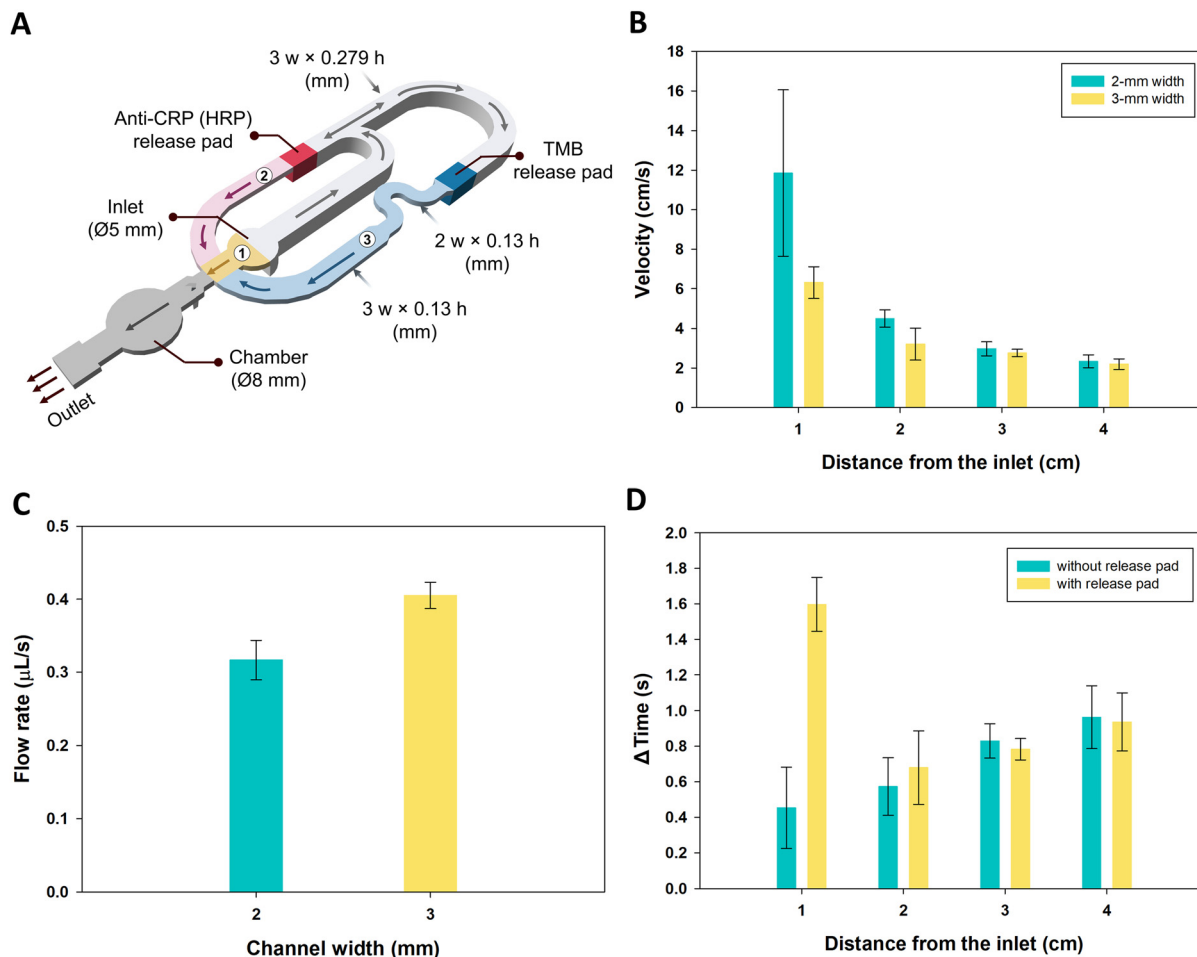 A
3 w × 0.279 h
(mm)
Anti-CRP (HRP)
release pad
TMB
release pad
2
Inlet
(Ø5 mm)
1
3
2 w × 0.13 h
(mm)
3 w × 0.13 h
(mm)
Chamber
(Ø8 mm)
Outlet
B
18
16
14
12
10
8
6
4
2
0
Velocity (cm/s)
2-mm width
3-mm width
1 2 3 4
Distance from the inlet (cm)
C
0.5
0.4
0.3
0.2
0.1
0.0
Flow rate (μL/s)
2 3
Channel width (mm)
D
2.0
1.8
1.6
1.4
1.2
1.0
0.8
0.6
0.4
0.2
0.0
Δ Time (s)
without release pad
with release pad
1 2 3 4
Distance from the inlet (cm)